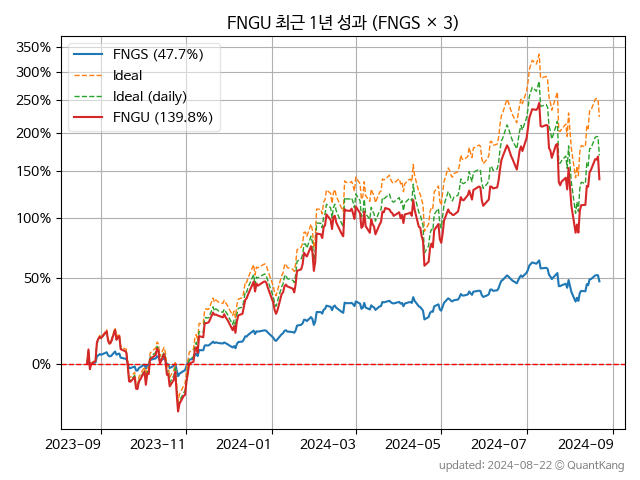 FNGU 최근 1년 성과 (FNGS × 3)
350%
300%
250%
200%
150%
100%
50%
0%
FNGS (47.7%)
Ideal
Ideal (daily)
FNGU (139.8%)
2023-09
2023-11
2024-01
2024-03
2024-05
2024-07
2024-09
updated: 2024-08-22 © QuantKang